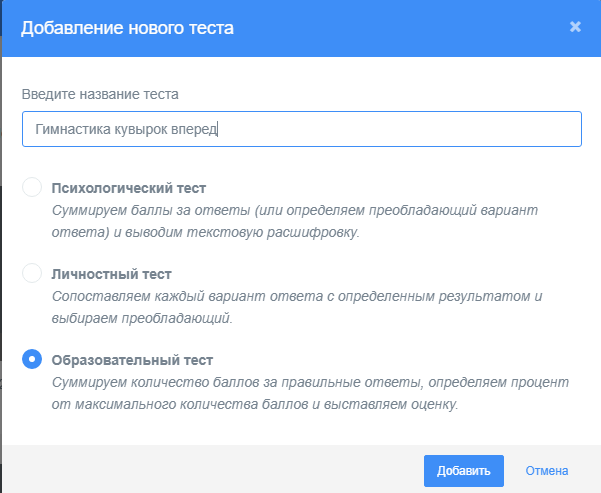 Добавление нового теста
Введите название теста
Гимнастика кувырок вперед
Психологический тест
Суммируем баллы за ответы (или определяем преобладающий вариант
ответа) и выводим текстовую расшифровку.
Личностный тест
Сопоставляем каждый вариант ответа с определенным результатом и
выбираем преобладающий.
Образовательный тест
Суммируем количество баллов за правильные ответы, определяем процент
от максимального количества баллов и выставляем оценку.
Добавить Отмена